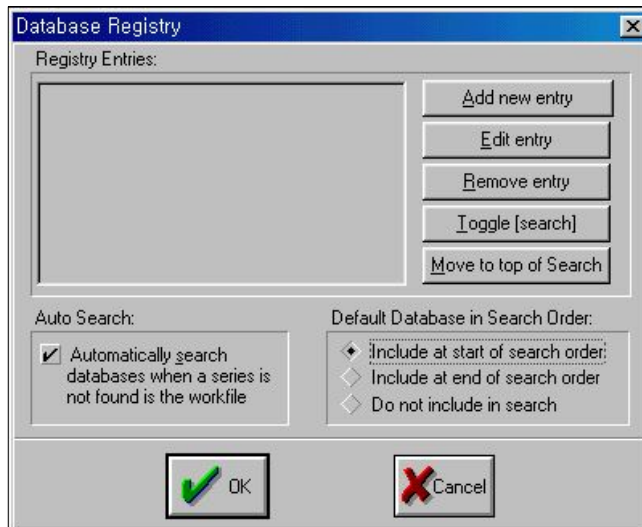 Database Registry
Registry Entries:
Add new entry
Edit entry
Remove entry
Toggle [search]
Move to top of Search
Auto Search:
Automatically search
databases when a series is
not found is the workfile
Default Database in Search Order:
Include at start of search order
Include at end of search order
Do not include in search
OK
Cancel